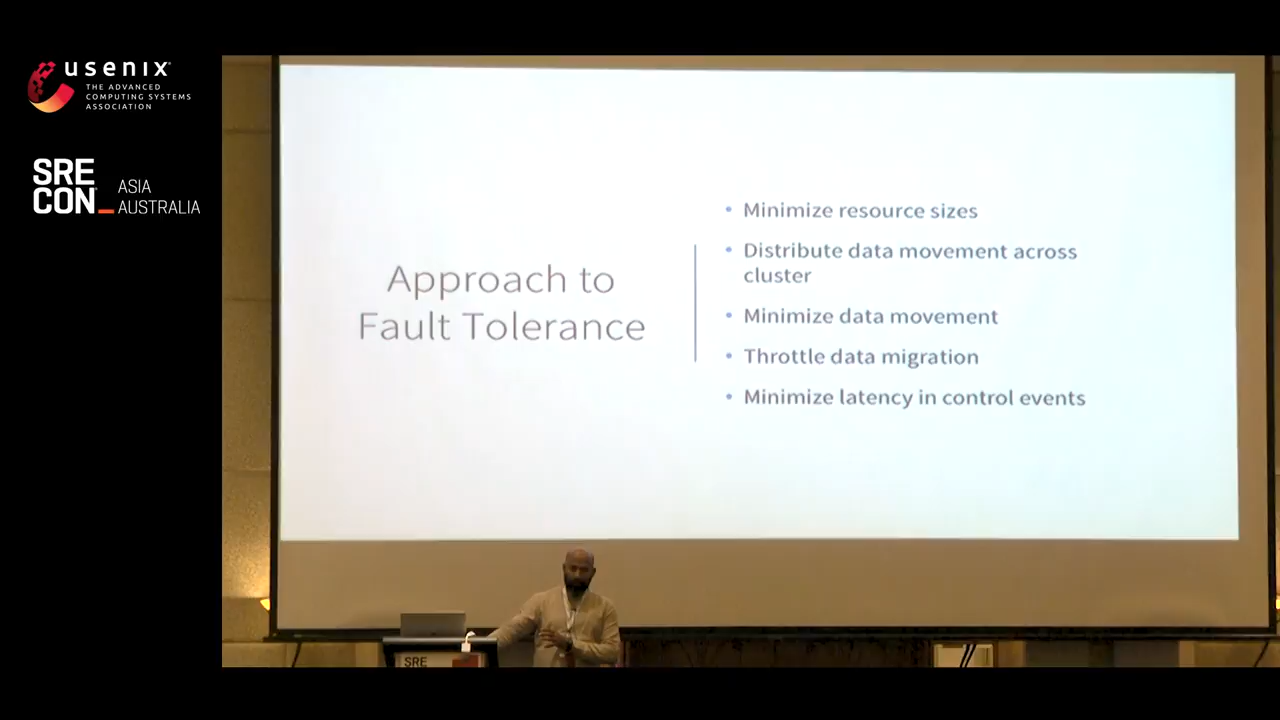 usenix
THE ADVANCED
COMPUTING SYSTEMS
ASSOCIATION
SRE
CON
ASIA
AUSTRALIA
Approach to
Fault Tolerance
• Minimize resource sizes
• Distribute data movement across
cluster
• Minimize data movement
• Throttle data migration
• Minimize latency in control events
SRE